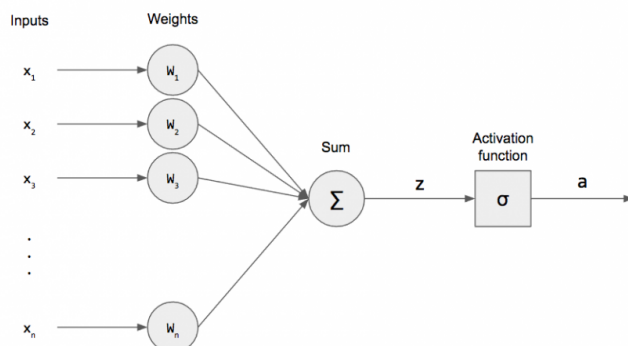 Inputs
Weights
x₁
W₁
x₂
W₂
x₃
W₃
Sum
Σ
z
Activation
function
σ
a
.
.
.
xₙ
Wₙ